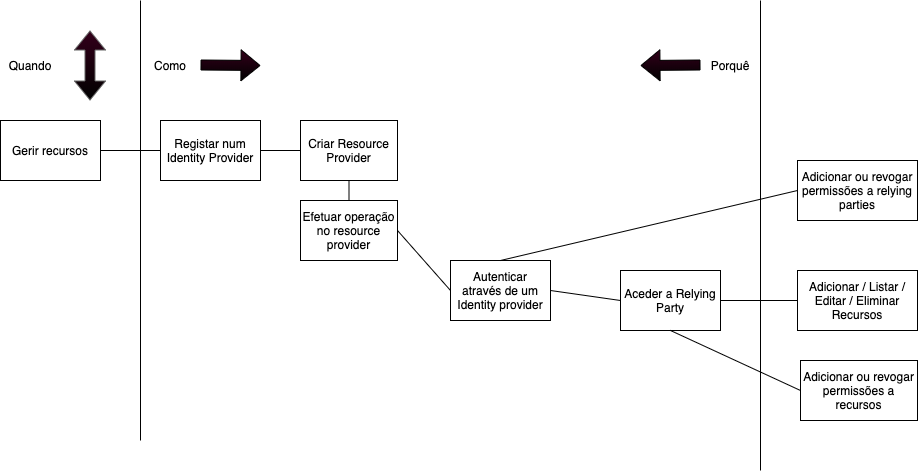 Quando
Como
Porquê
Gerir recursos
Registar num
Identity Provider
Criar Resource
Provider
Efetuar operação
no resource
provider
Autenticar
através de um
Identity provider
Aceder a Relying
Party
Adicionar ou revogar
permissões a relying
parties
Adicionar / Listar /
Editar / Eliminar
Recursos
Adicionar ou revogar
permissões a
recursos